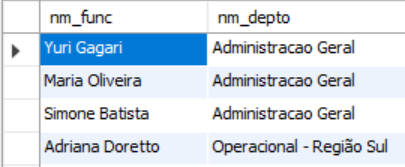 nm_func nm_depto
Yuri Gagari Administracao Geral
Maria Oliveira Administracao Geral
Simone Batista Administracao Geral
Adriana Doretto Operacional - Região Sul